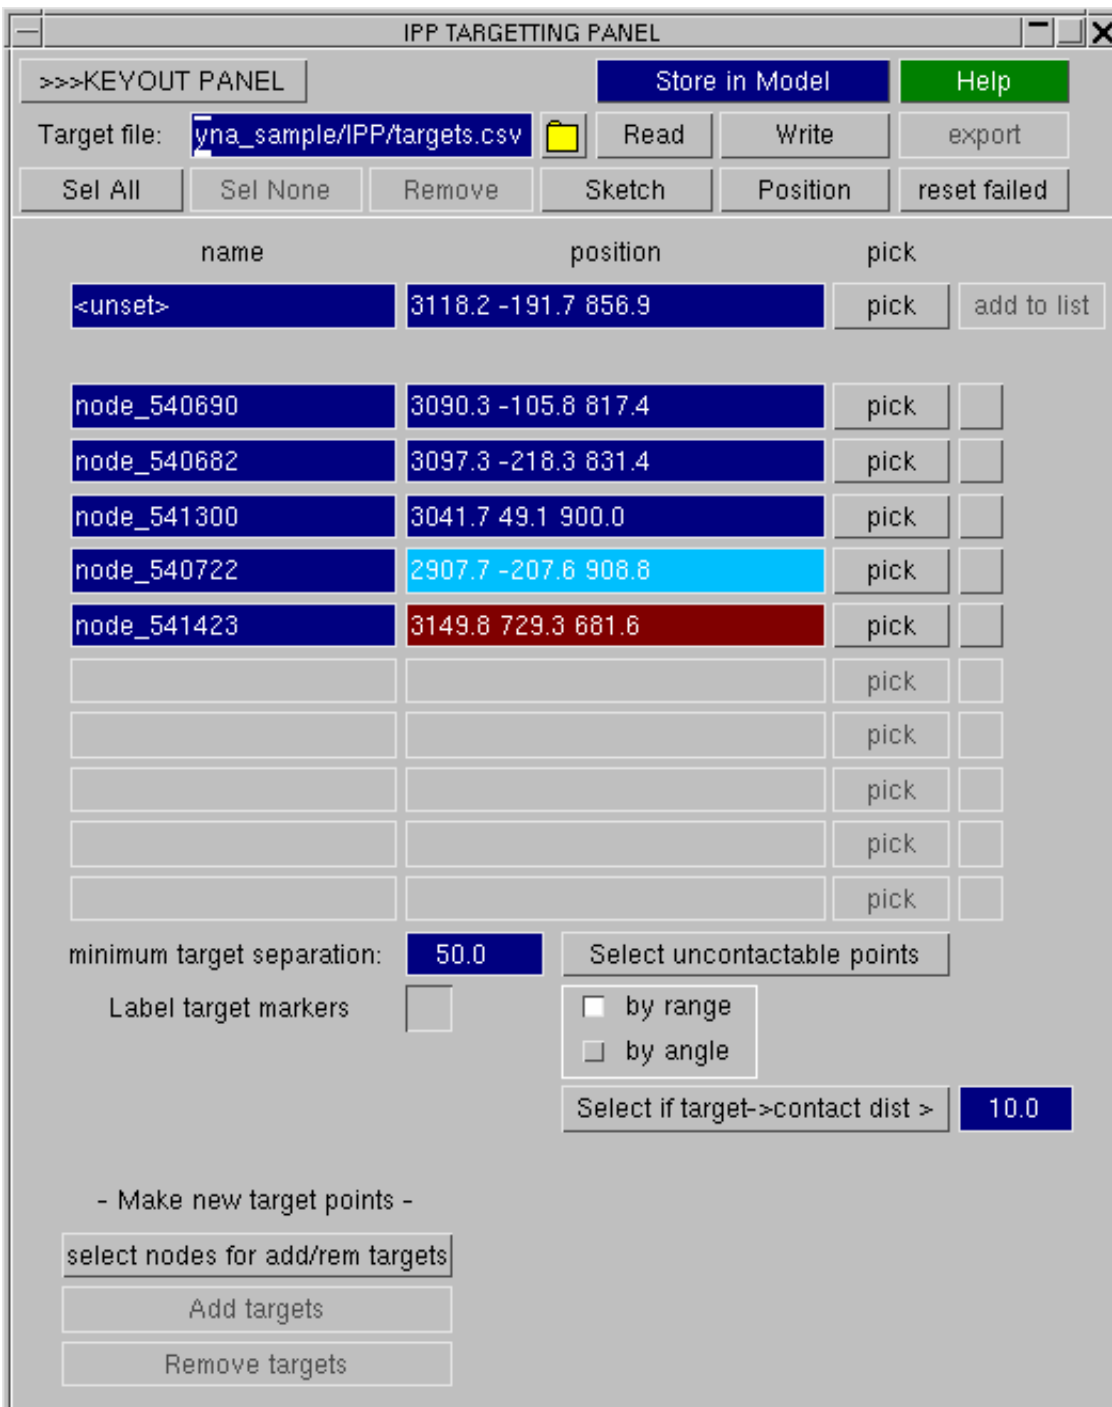 IPP TARGETTING PANEL
>>>KEYOUT PANEL Store in Model Help
Target file: yna_sample/IPP/targets.csv Read Write export
Sel All Sel None Remove Sketch Position reset failed
name position pick
<unset> 3118.2 -191.7 856.9 pick add to list
node_540690 3090.3 -105.8 817.4 pick
node_540682 3097.3 -218.3 831.4 pick
node_541300 3041.7 49.1 900.0 pick
node_540722 2907.7 -207.6 908.8 pick
node_541423 3149.8 729.3 681.6 pick
pick
pick
pick
pick
pick
minimum target separation: 50.0 Select uncontactable points
Label target markers by range
by angle
Select if target->contact dist > 10.0
- Make new target points -
select nodes for add/rem targets
Add targets
Remove targets